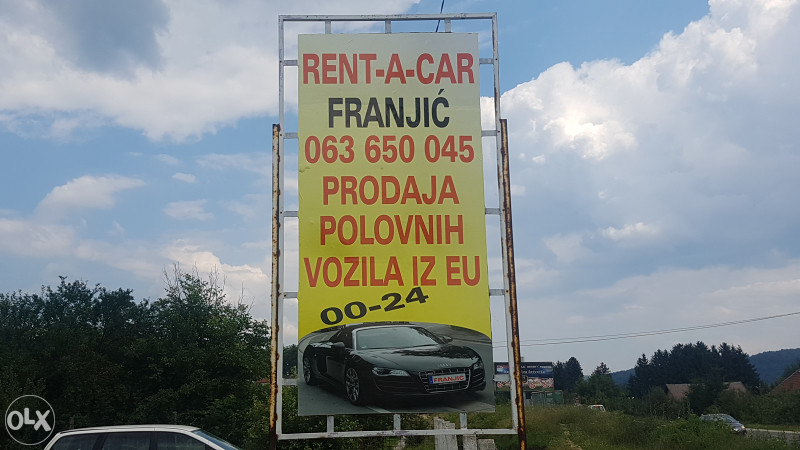 RENT-A-CAR
FRANJIĆ
063 650 045
PRODAJA
POLOVNIH
VOZILA IZ EU
00-24
FRANJIĆ
OLX